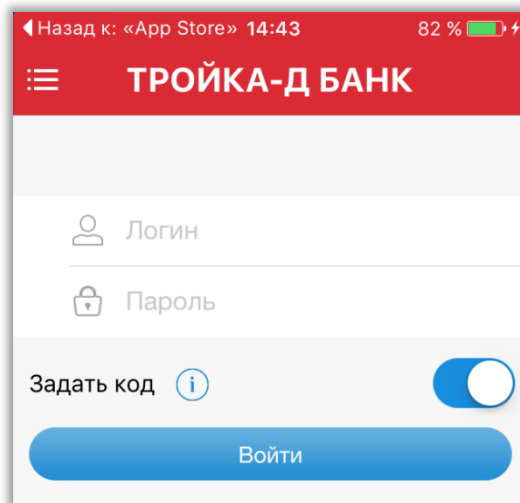 Назад к: «App Store» 14:43 82 %
ТРОЙКА-Д БАНК
Логин
Пароль
Задать код i
Войти